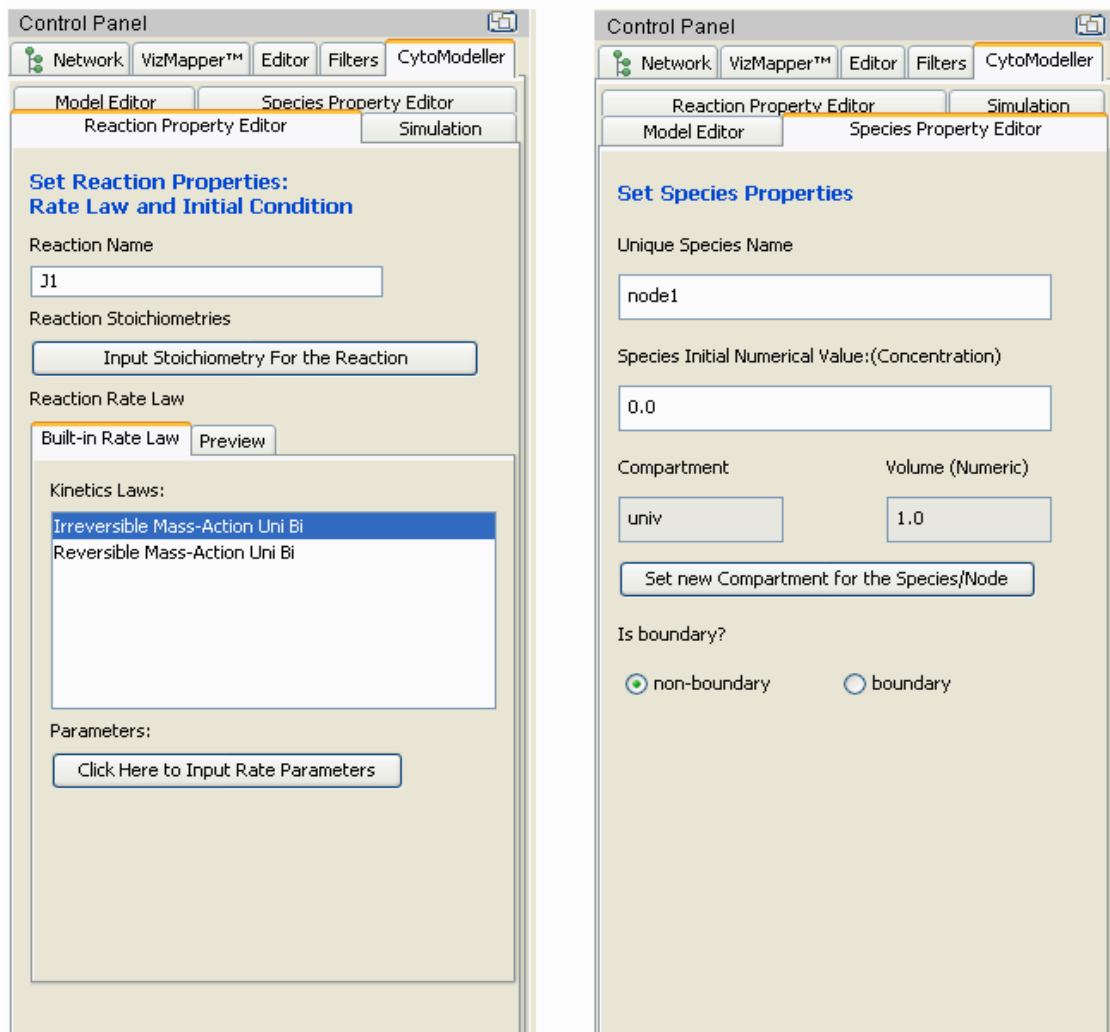 Control Panel
Network VizMapper™ Editor Filters CytoModeller
Model Editor Species Property Editor
Reaction Property Editor Simulation
Set Reaction Properties:
Rate Law and Initial Condition
Reaction Name
J1
Reaction Stoichiometries
Input Stoichiometry For the Reaction
Reaction Rate Law
Built-in Rate Law Preview
Kinetics Laws:
Irreversible Mass-Action Uni Bi
Reversible Mass-Action Uni Bi
Parameters:
Click Here to Input Rate Parameters
Control Panel
Network VizMapper™ Editor Filters CytoModeller
Reaction Property Editor Simulation
Model Editor Species Property Editor
Set Species Properties
Unique Species Name
node1
Species Initial Numerical Value:(Concentration)
0.0
Compartment Volume (Numeric)
univ 1.0
Set new Compartment for the Species/Node
Is boundary?
non-boundary boundary